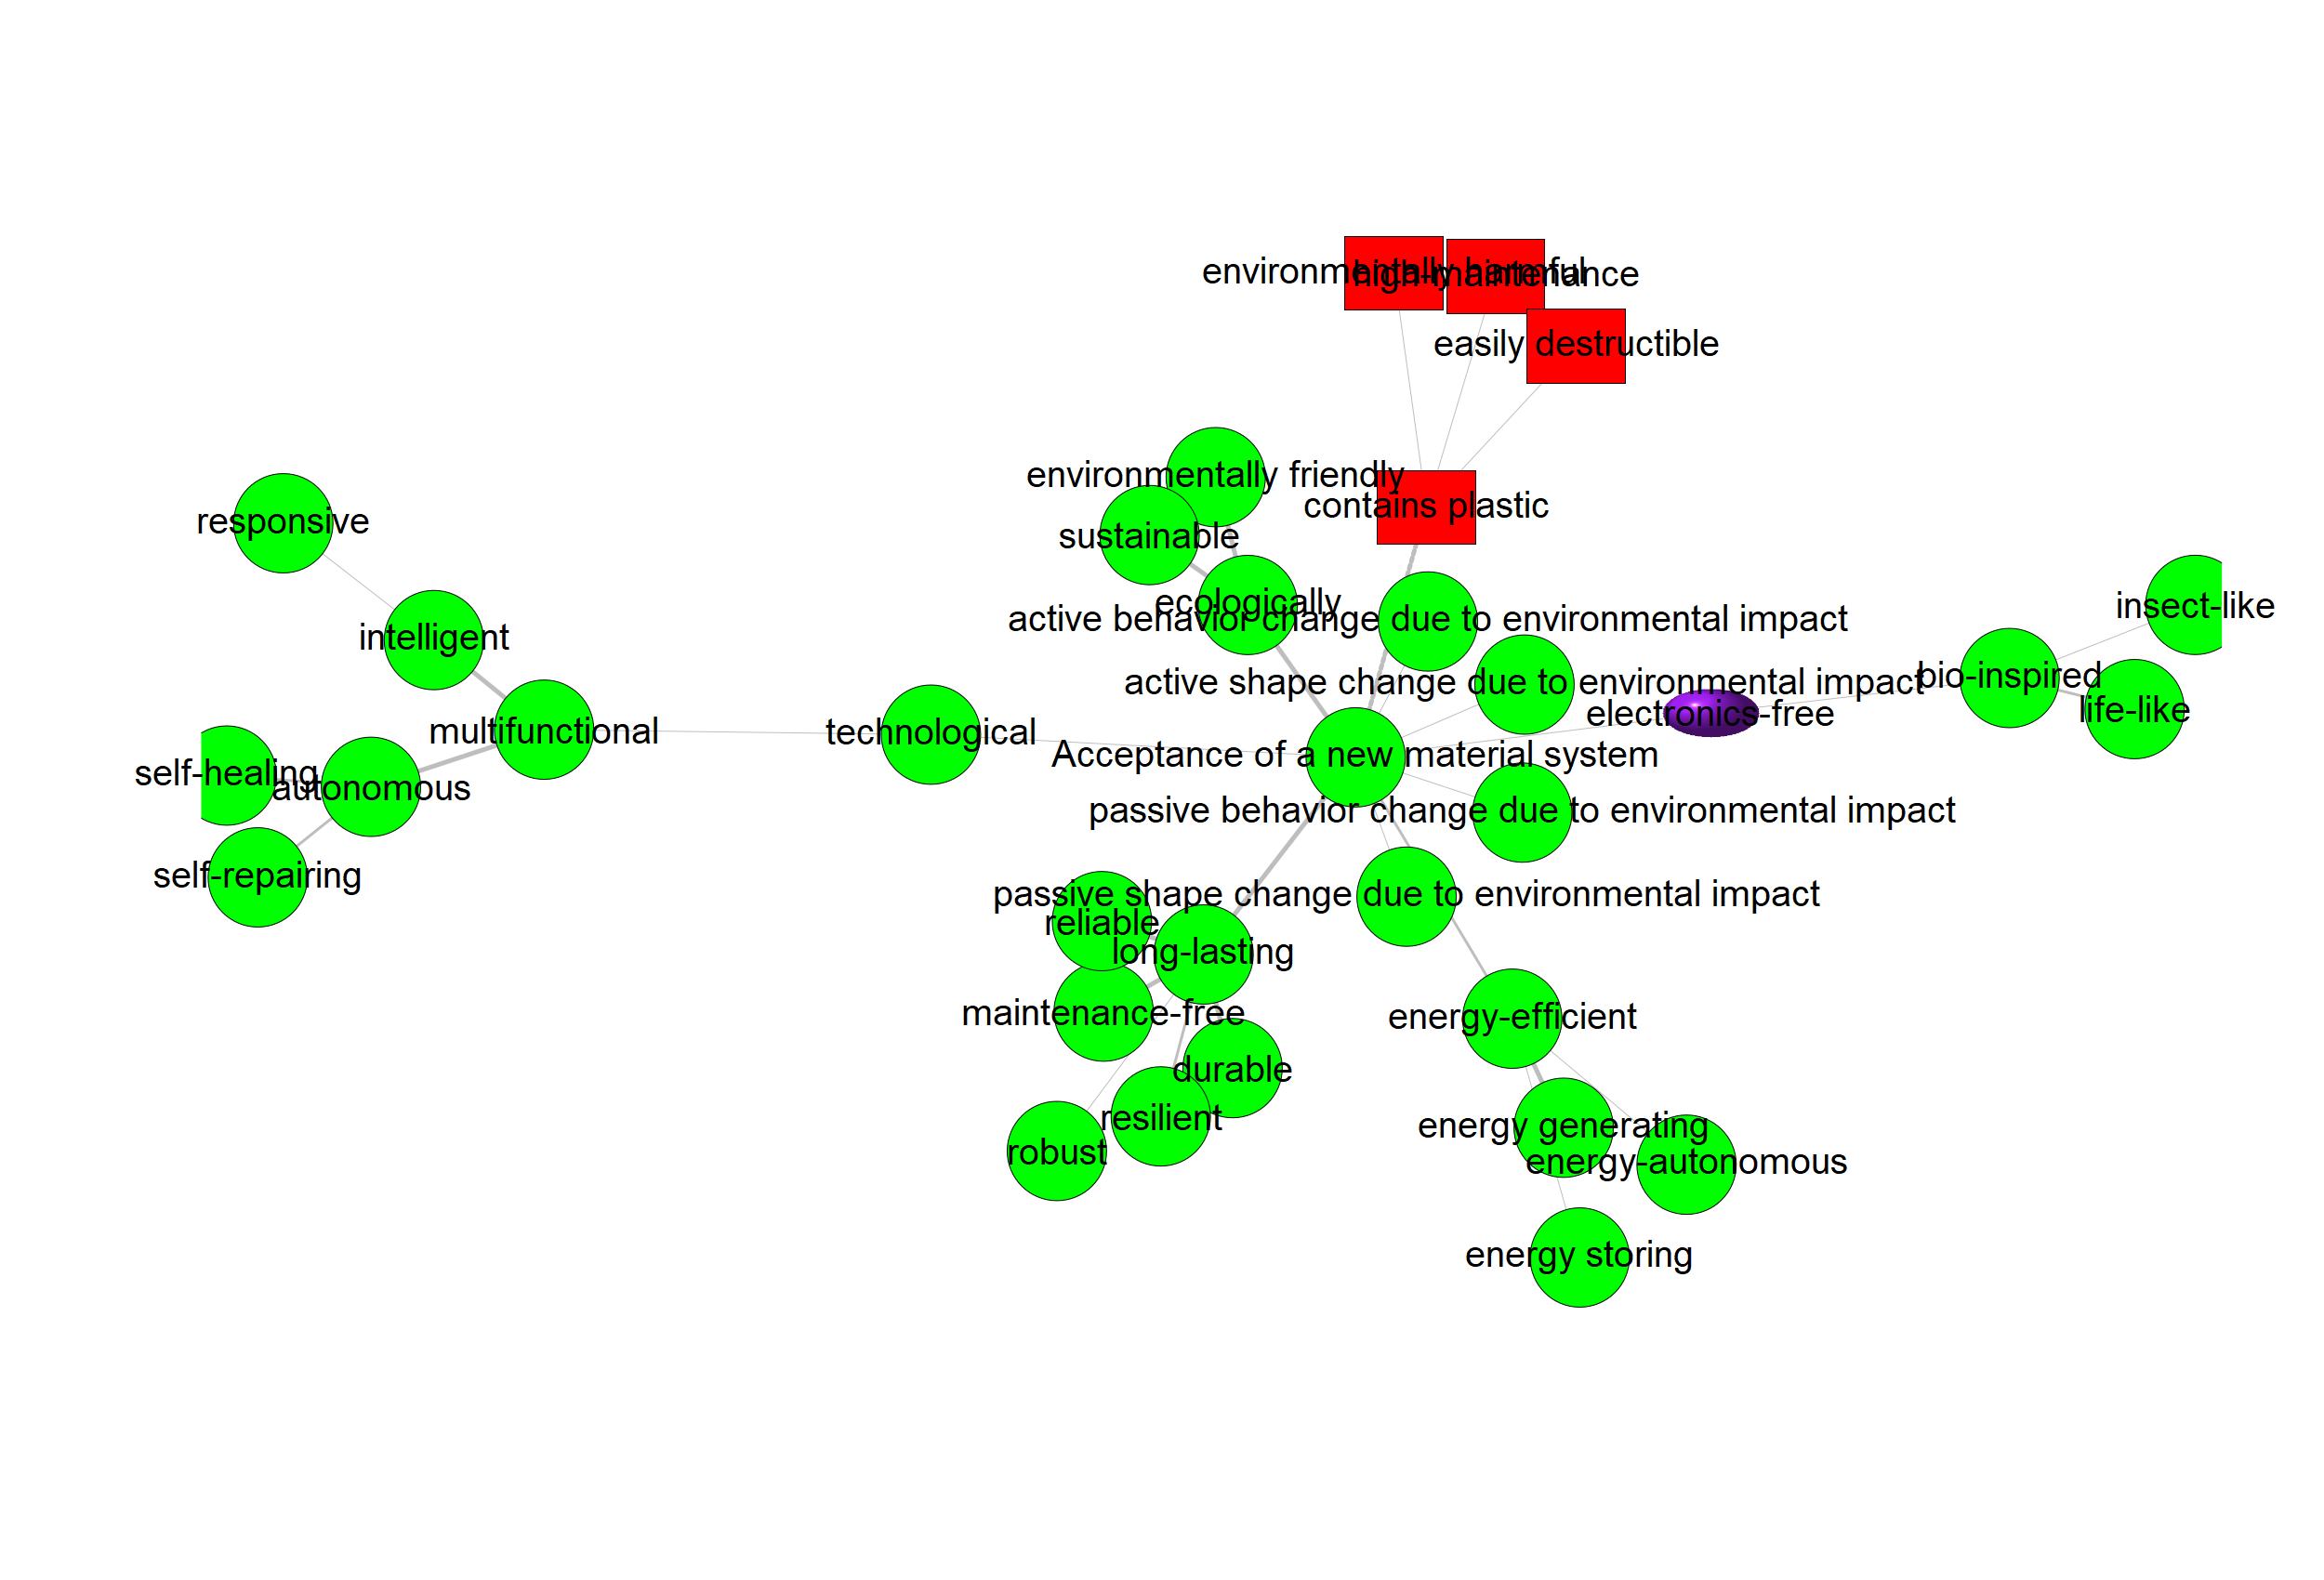 environmentally harmful
high-maintenance
easily destructible
environmentally friendly
contains plastic
responsive
sustainable
ecologically
insect-like
active behavior change due to environmental impact
intelligent
active shape change due to environmental impact
bio-inspired
life-like
electronics-free
multifunctional
technological
Acceptance of a new material system
self-healing
autonomous
passive behavior change due to environmental impact
self-repairing
passive shape change due to environmental impact
reliable
long-lasting
maintenance-free
energy-efficient
durable
resilient
energy generating
robust
energy-autonomous
energy storing